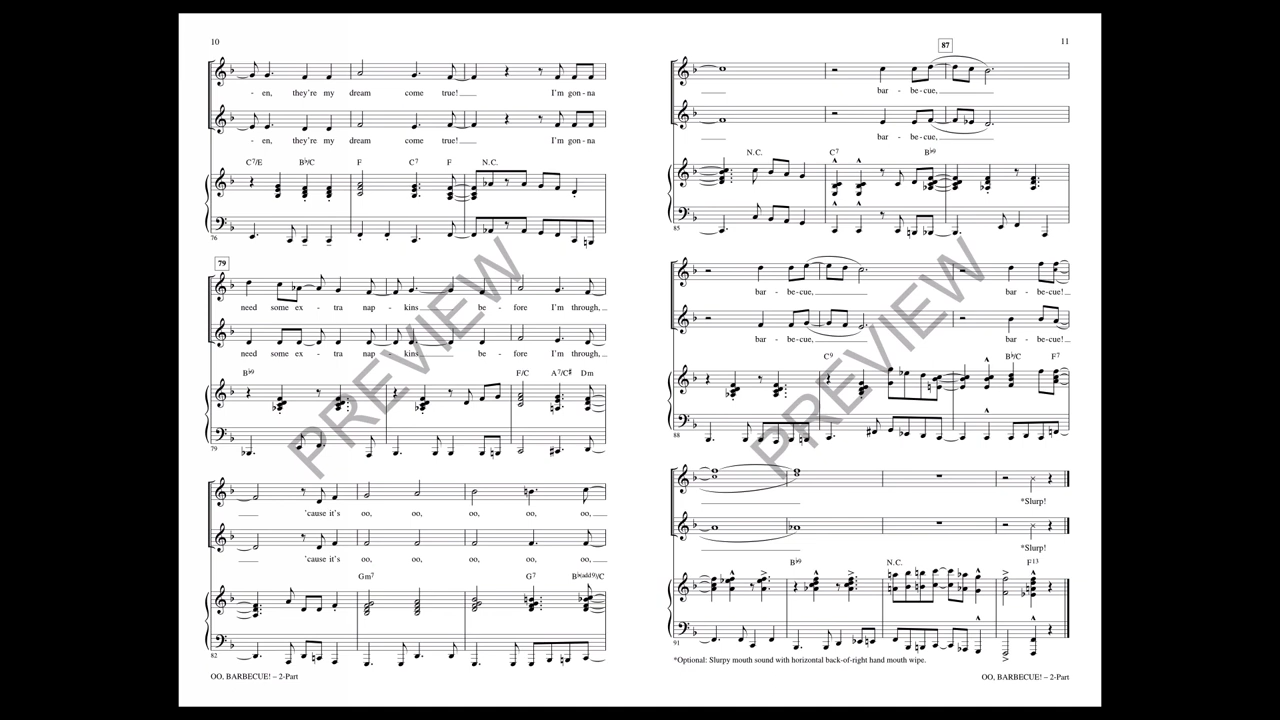 10
- en, they're my dream come true!
- en, they're my dream come true!
I'm gon - na
I'm gon - na
C7/E B♭/C F C7 F N.C.
76
79
need some ex - tra nap - kins be - fore I'm through,
need some ex - tra nap - kins be - fore I'm through,
B♭9 F/C A7/C♯ Dm
79
'cause it's oo, oo, oo, oo, oo,
'cause it's oo, oo, oo, oo, oo,
Gm7 G7 B♭(add9)/C
82
OO, BARBECUE! – 2-Part
11
87
bar - be-cue,
bar - be-cue,
N.C. C7 B♭9
85
bar - be-cue, bar - be-cue!
bar - be-cue, bar - be-cue!
C9 B♭/C F7
88
*Slurp!
*Slurp!
B♭9 N.C. F13
91
*Optional: Slurpy mouth sound with horizontal back-of-right hand mouth wipe.
OO, BARBECUE! – 2-Part
PREVIEW
PREVIEW